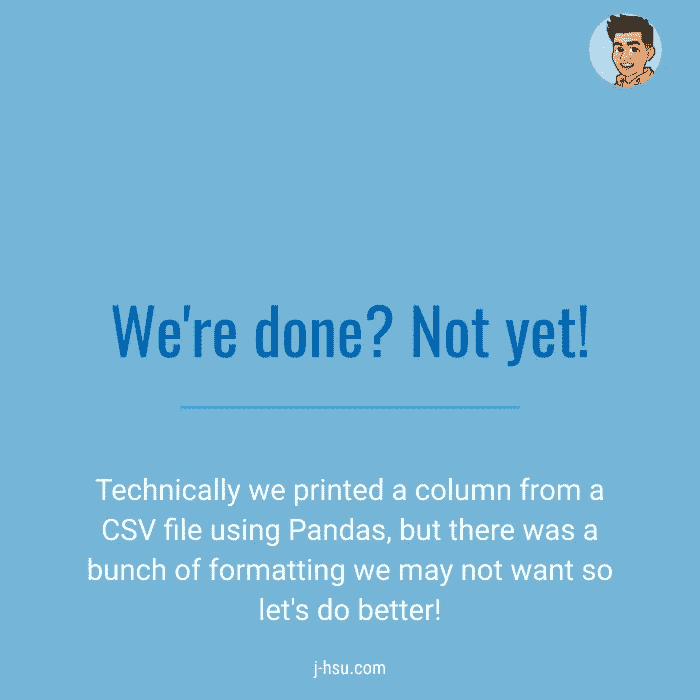 We're done? Not yet!
Technically we printed a column from a
CSV file using Pandas, but there was a
bunch of formatting we may not want so
let's do better!
j-hsu.com